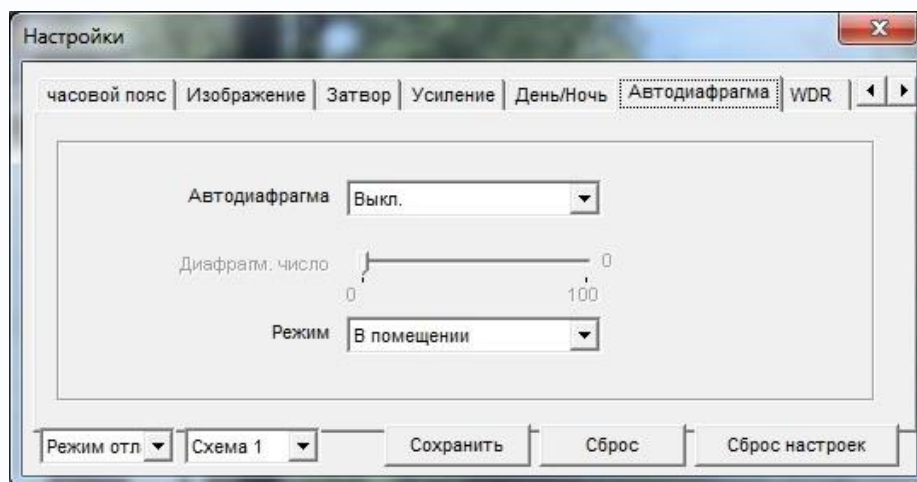 Настройки
часовой пояс Изображение Затвор Усиление День/Ночь Автодиафрагма WDR
Автодиафрагма Выкл.
Диафрагм. число 0
0 100
Режим В помещении
Режим отл Схема 1 Сохранить Сброс Сброс настроек